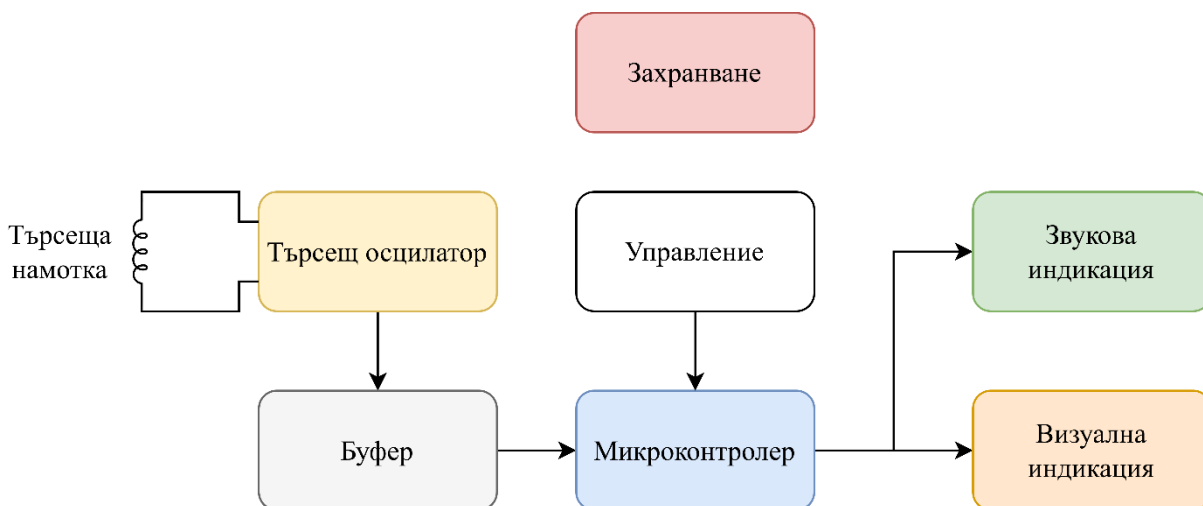 Захранване
Търсеща
намотка
Търсещ осцилатор
Управление
Звукова
индикация
Буфер
Микроконтролер
Визуална
индикация